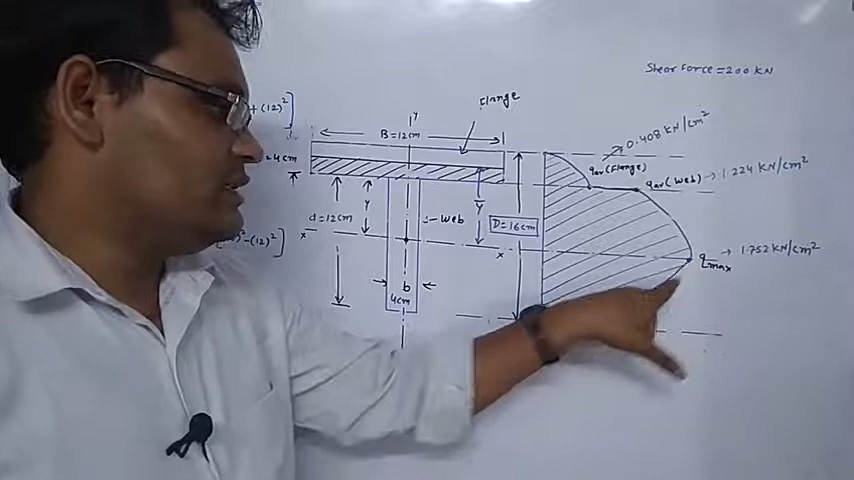 Shear Force = 200 KN
+(12)²]
Y
Flange
B=12cm
0.408 KN/cm²
4cm
qav(Flange)
qav(Web) → 1.224 KN/cm²
d=12cm
Y
Y
:-Web
D=16cm
-(12)²]
x
x
qmax → 1.752 KN/cm²
b
4cm